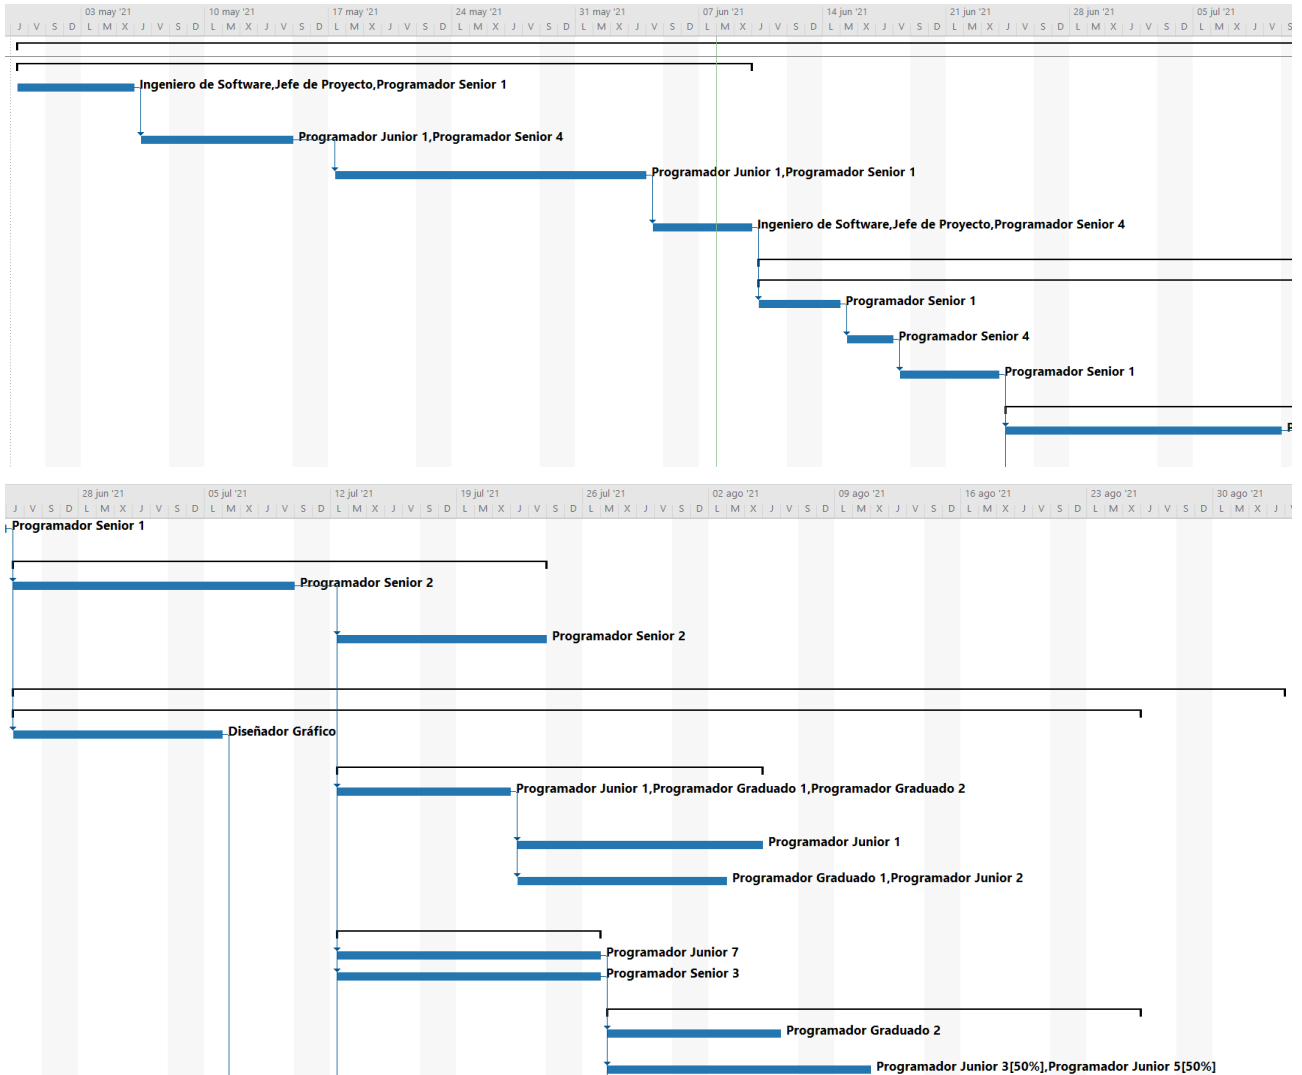 03 may '21 10 may '21 17 may '21 24 may '21 31 may '21 07 jun '21 14 jun '21 21 jun '21 28 jun '21 05 jul '21
J V S D L M X J V S D L M X J V S D L M X J V S D L M X J V S D L M X J V S D L M X J V S D L M X J V S D L M X J V S D L M X J V S D L M X J V S
Ingeniero de Software,Jefe de Proyecto,Programador Senior 1
Programador Junior 1,Programador Senior 4
Programador Junior 1,Programador Senior 1
Ingeniero de Software,Jefe de Proyecto,Programador Senior 4
Programador Senior 1
Programador Senior 4
Programador Senior 1
28 jun '21 05 jul '21 12 jul '21 19 jul '21 26 jul '21 02 ago '21 09 ago '21 16 ago '21 23 ago '21 30 ago '21
J V S D L M X J V S D L M X J V S D L M X J V S D L M X J V S D L M X J V S D L M X J V S D L M X J V S D L M X J V S D L M X J V S D L M X J V
Programador Senior 1
Programador Senior 2
Programador Senior 2
Diseñador Gráfico
Programador Junior 1,Programador Graduado 1,Programador Graduado 2
Programador Junior 1
Programador Graduado 1,Programador Junior 2
Programador Junior 7
Programador Senior 3
Programador Graduado 2
Programador Junior 3[50%],Programador Junior 5[50%]